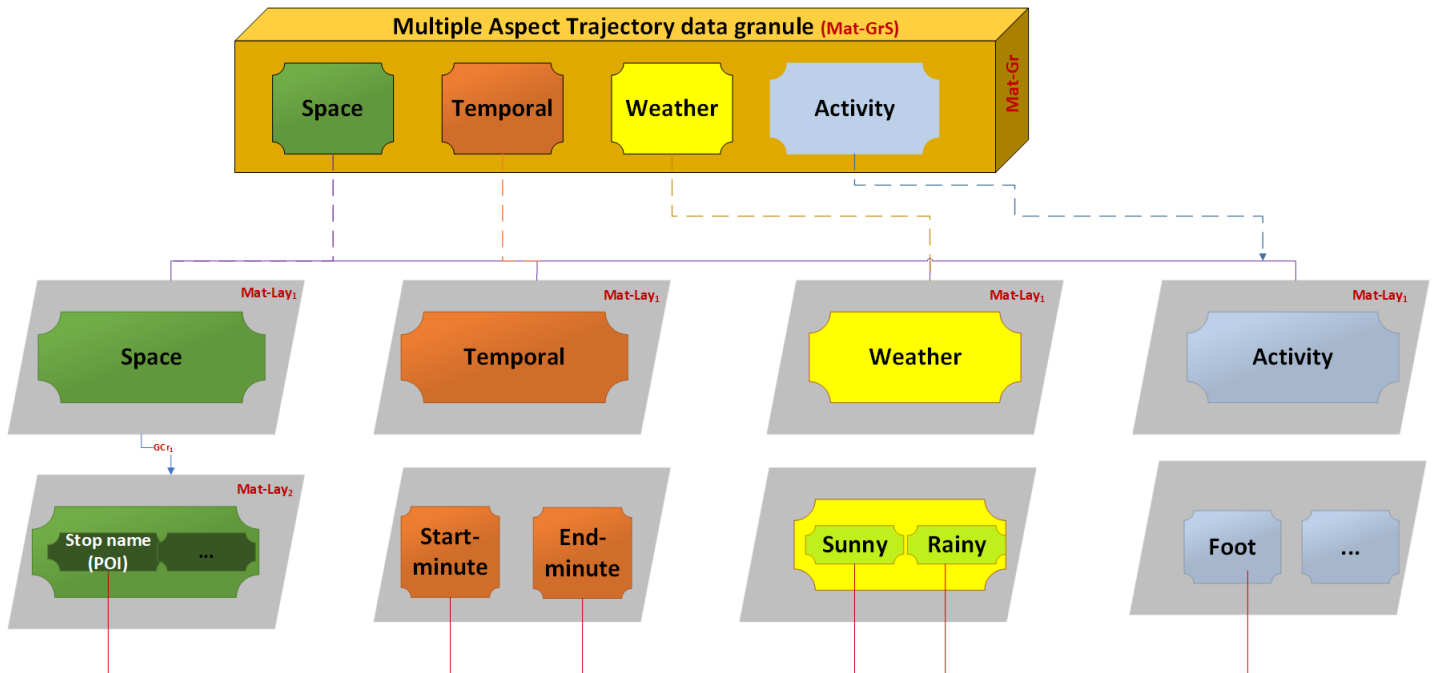 Multiple Aspect Trajectory data granule (Mat-GrS)
Mat-Gr
Space
Temporal
Weather
Activity
Mat-Lay₁
Mat-Lay₁
Mat-Lay₁
Mat-Lay₁
Space
Temporal
Weather
Activity
GCr₁
Mat-Lay₂
Stop name
(POI)
...
Start-
minute
End-
minute
Sunny
Rainy
Foot
...